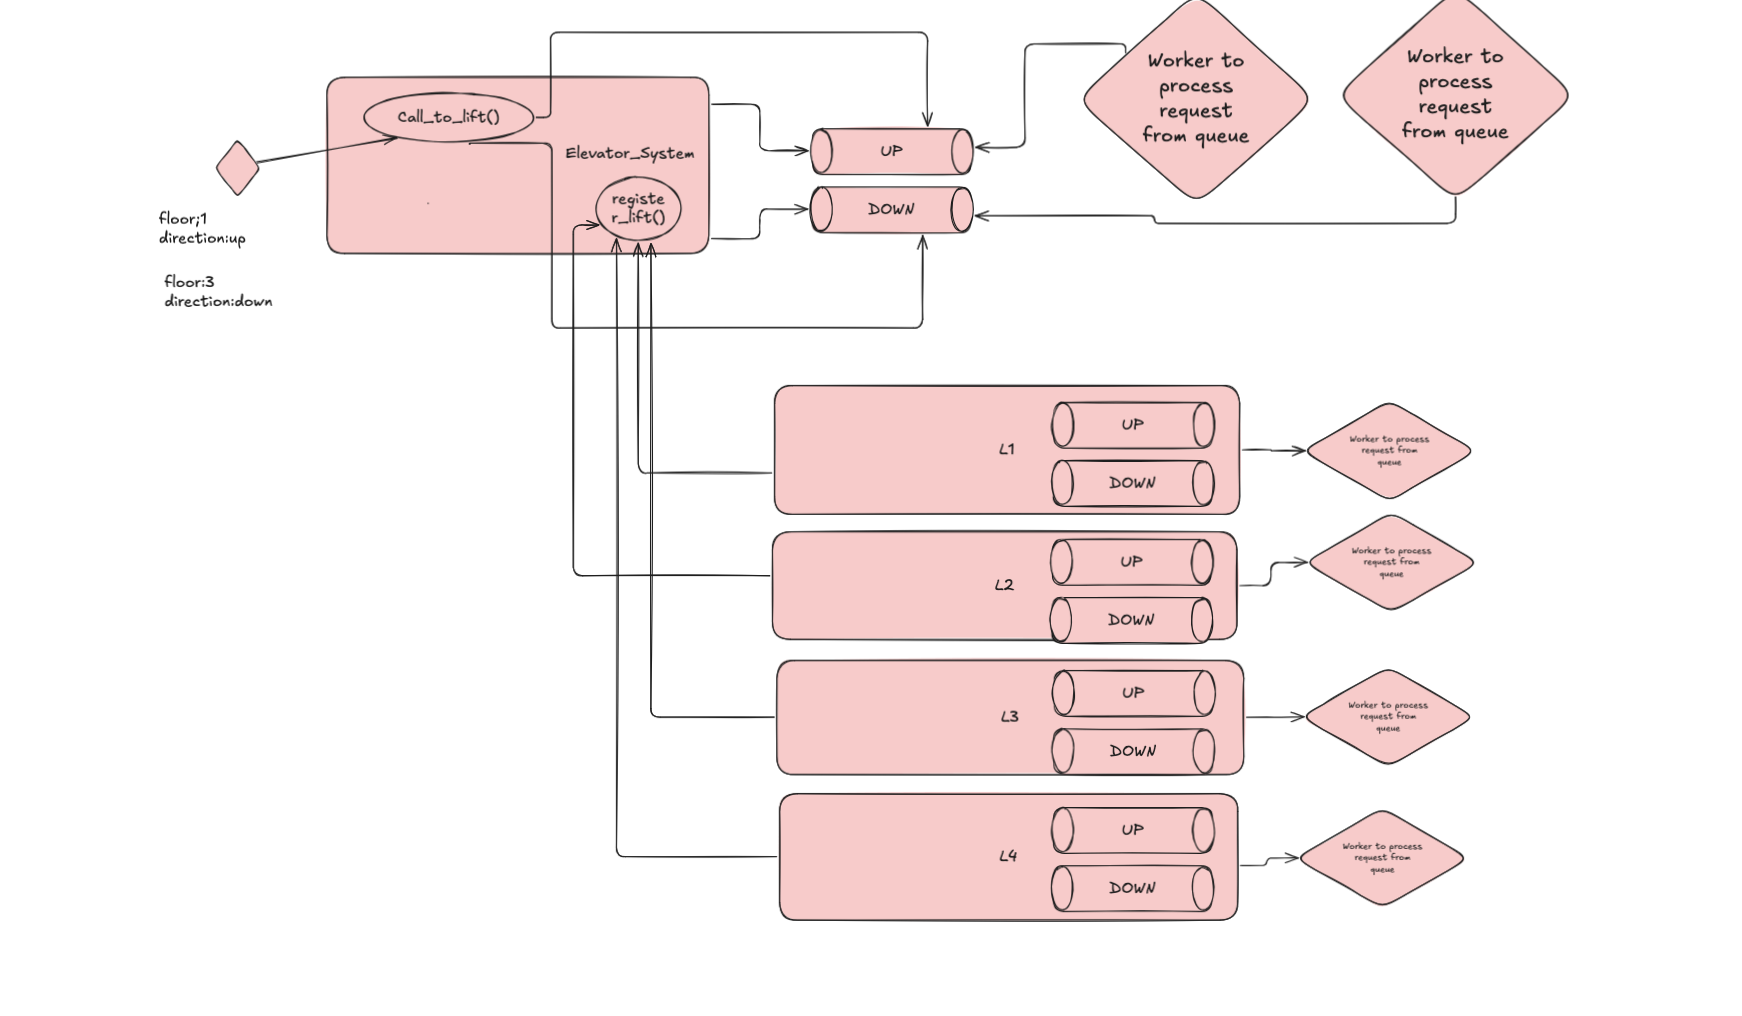 Worker to
process
request
from queue
Worker to
process
request
from queue
Call_to_lift()
Elevator_System
UP
registe
r_lift()
DOWN
floor;1
direction:up
floor:3
direction:down
L1
UP
DOWN
Worker to process
request from
queue
L2
UP
DOWN
Worker to process
request from
queue
L3
UP
DOWN
Worker to process
request from
queue
L4
UP
DOWN
Worker to process
request from
queue